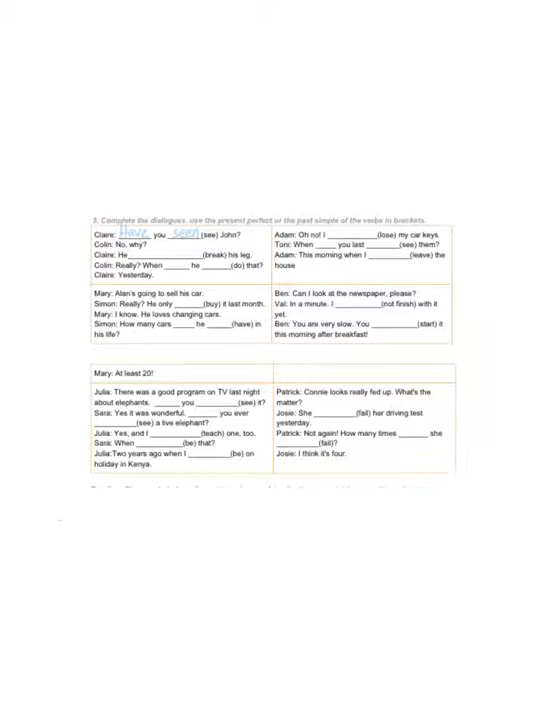 3. Complete the dialogues. use the present perfect or the past simple of the verbs in brackets.
Claire: Have you seen (see) John?
Colin: No, why?
Claire: He____________(break) his leg.
Colin: Really? When ______ he _______(do) that?
Claire: Yesterday.
Adam: Oh no! I ____________(lose) my car keys.
Toni: When _____ you last ________(see) them?
Adam: This morning when I __________(leave) the
house
Mary: Alan's going to sell his car.
Simon: Really? He only _______(buy) it last month.
Mary: I know. He loves changing cars.
Simon: How many cars _____ he ______(have) in
his life?
Ben: Can I look at the newspaper, please?
Val: In a minute. I ___________(not finish) with it
yet.
Ben: You are very slow. You ___________(start) it
this morning after breakfast!
Mary: At least 20!
Julia: There was a good program on TV last night
about elephants. ______ you __________(see) it?
Sara: Yes it was wonderful. _______ you ever
__________(see) a live elephant?
Julia: Yes, and I ____________(teach) one, too.
Sara: When ___________(be) that?
Julia:Two years ago when I __________(be) on
holiday in Kenya.
Patrick: Connie looks really fed up. What's the
matter?
Josie: She __________(fail) her driving test
yesterday.
Patrick: Not again! How many times _______ she
__________(fail)?
Josie: I think it's four.